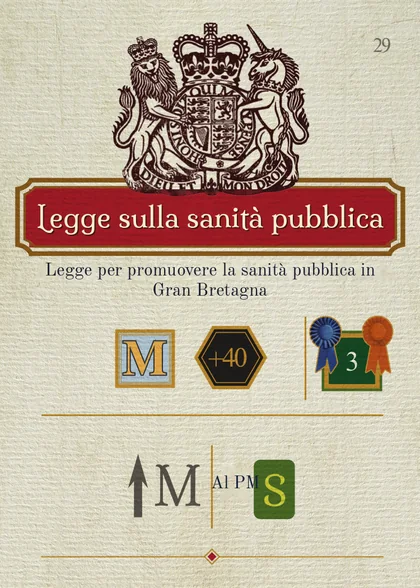 29
DIEU ET MON DROIT
Legge sulla sanità pubblica
Legge per promuovere la sanità pubblica in
Gran Bretagna
M +40 3
M Al PM S